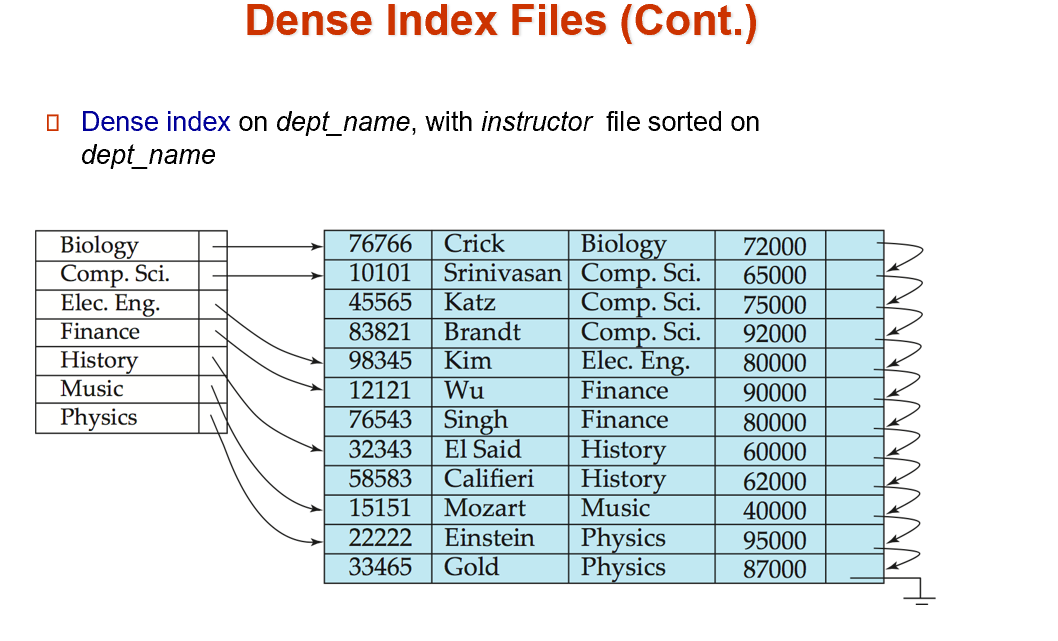 Dense Index Files (Cont.)
Dense index on dept_name, with instructor file sorted on
dept_name
Biology
Comp. Sci.
Elec. Eng.
Finance
History
Music
Physics
76766 Crick Biology 72000
10101 Srinivasan Comp. Sci. 65000
45565 Katz Comp. Sci. 75000
83821 Brandt Comp. Sci. 92000
98345 Kim Elec. Eng. 80000
12121 Wu Finance 90000
76543 Singh Finance 80000
32343 El Said History 60000
58583 Califieri History 62000
15151 Mozart Music 40000
22222 Einstein Physics 95000
33465 Gold Physics 87000